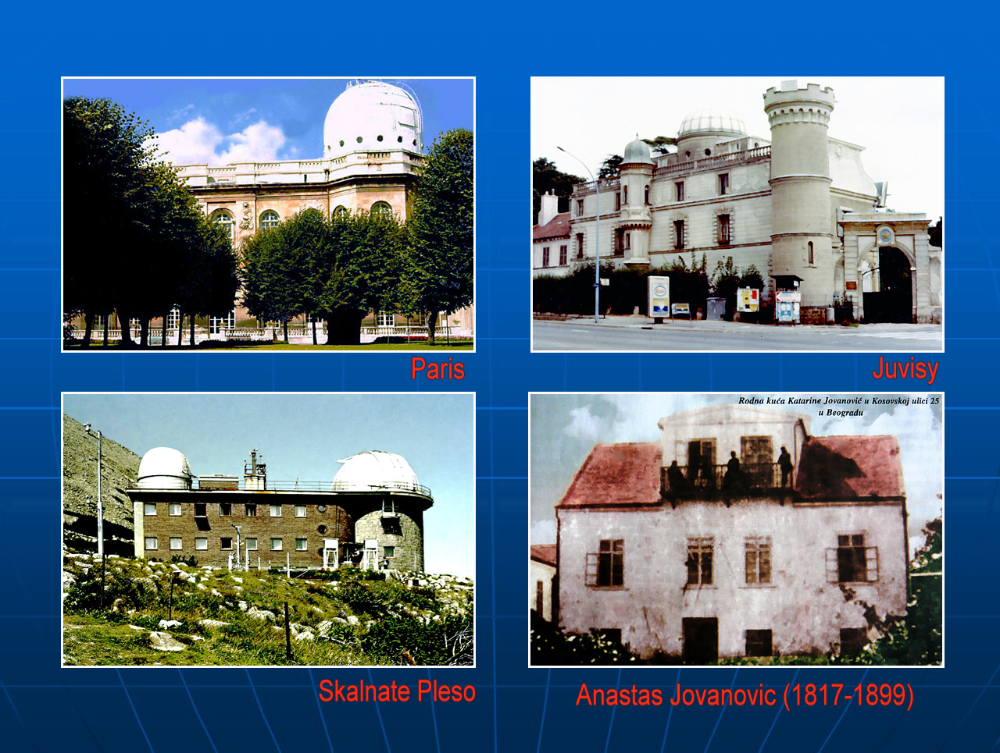 Paris
Juvisy
Rodna kuća Katarine Jovanović u Kosovskoj ulici 25
u Beogradu
Skalnate Pleso
Anastas Jovanovic (1817-1899)